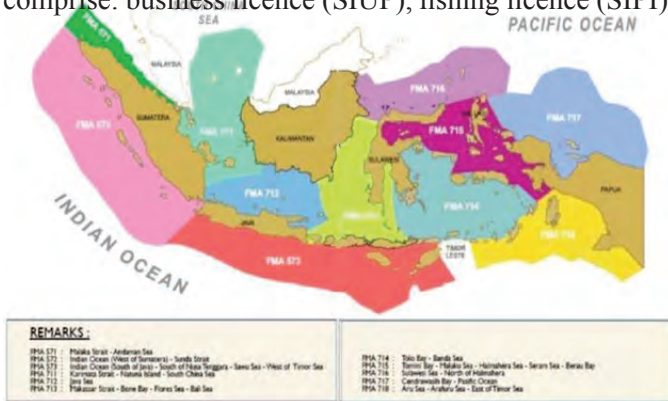 comprise: business licence (SIUP), fishing licence (SIPI)
SEA
PACIFIC OCEAN
FMA 571
MALAYSIA
MALAYSIA
FMA 716
FMA 717
FMA 572
SUMATERA
FMA 711
KALIMANTAN
FMA 715
SULAWESI
PAPUA
FMA 712
FMA 714
FMA 718
JAVA
INDIAN OCEAN
FMA 573
TIMOR
LESTE
REMARKS :
FMA 571 : Malaka Strait - Andaman Sea
FMA 572 : Indian Ocean (West of Sumatera) - Sunda Strait
FMA 573 : Indian Ocean (South of Java) - South of Nusa Tenggara - Sawu Sea - West of Timor Sea
FMA 711 : Karimata Strait - Natuna Island - South China Sea
FMA 712 : Java Sea
FMA 713 : Makassar Strait - Bone Bay - Flores Sea - Bali Sea
FMA 714 : Tolo Bay - Banda Sea
FMA 715 : Tomini Bay - Maluku Sea - Halmahera Sea - Seram Sea - Berau Bay
FMA 716 : Sulawesi Sea - North of Halmahera
FMA 717 : Cendrawasih Bay - Pacific Ocean
FMA 718 : Aru Sea - Arafuru Sea - East of Timor Sea